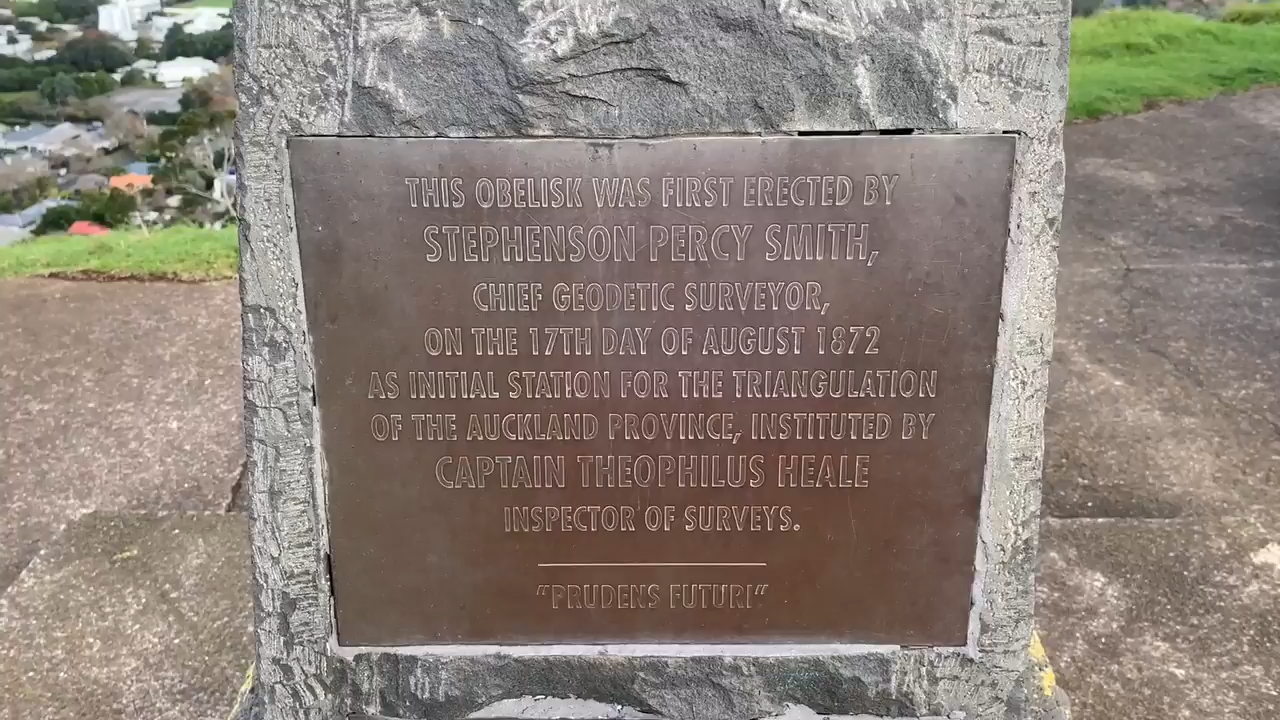 THIS OBELISK WAS FIRST ERECTED BY
STEPHENSON PERCY SMITH,
CHIEF GEODETIC SURVEYOR,
ON THE 17TH DAY OF AUGUST 1872
AS INITIAL STATION FOR THE TRIANGULATION
OF THE AUCKLAND PROVINCE, INSTITUTED BY
CAPTAIN THEOPHILUS HEALE
INSPECTOR OF SURVEYS.
"PRUDENS FUTURI"